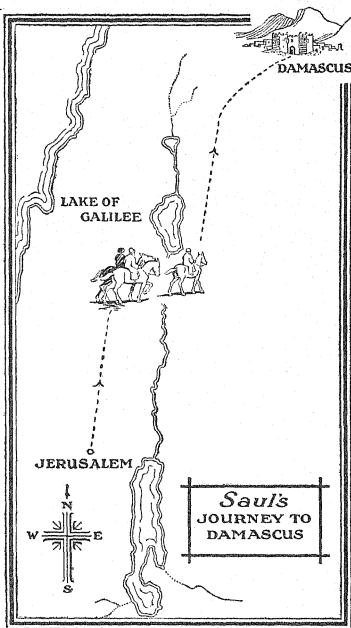 DAMASCUS
LAKE OF
GALILEE
JERUSALEM
N
W E
S
Saul's
JOURNEY TO
DAMASCUS